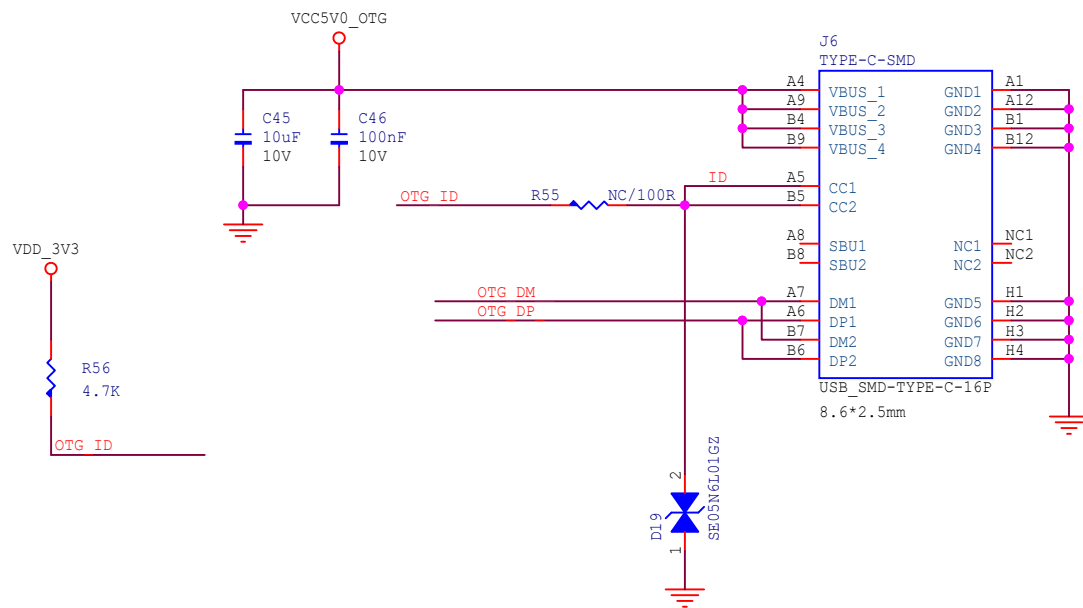 VCC5V0_OTG
J6
TYPE-C-SMD
A4 VBUS_1 GND1 A1
A9 VBUS_2 GND2 A12
B4 VBUS_3 GND3 B1
B9 VBUS_4 GND4 B12
C45 C46
10uF 100nF
10V 10V
ID A5 CC1
OTG_ID R55 NC/100R B5 CC2
A8 SBU1 NC1 NC1
B8 SBU2 NC2 NC2
VDD_3V3
OTG_DM A7 DM1 GND5 H1
OTG_DP A6 DP1 GND6 H2
B7 DM2 GND7 H3
B6 DP2 GND8 H4
R56
4.7K
USB_SMD-TYPE-C-16P
8.6*2.5mm
OTG_ID
2
D19
SE05N6L01GZ
1